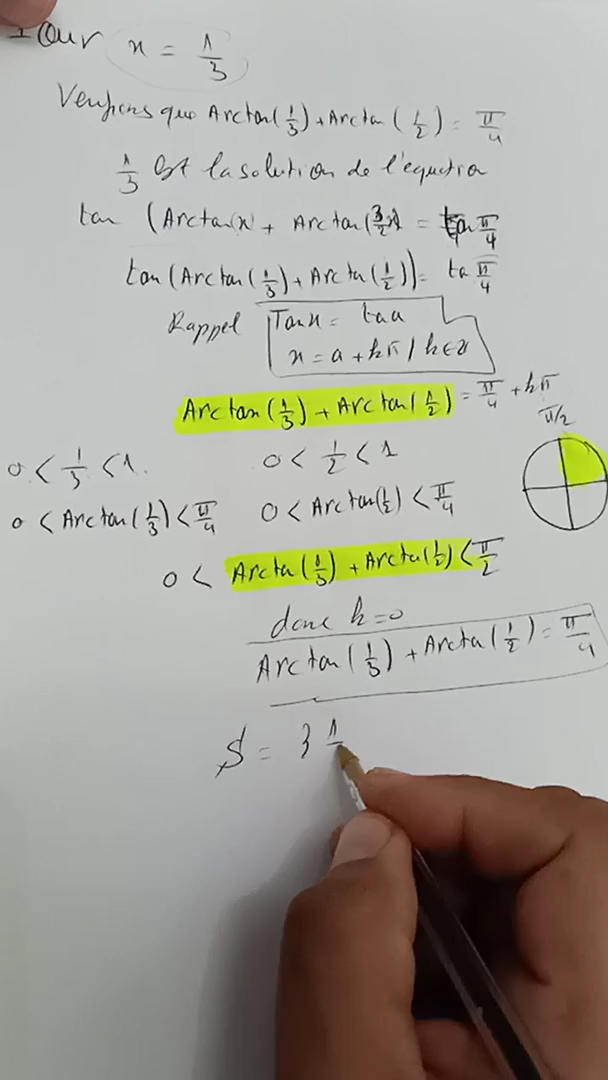 Pour x = 1/3
Verifions que Arctan(1/3) + Arctan(1/2) = π/4
1/3 est la solution de l'equation
tan (Arctan(x) + Arctan(3/2 x) = tan π/4
tan (Arctan(1/3) + Arctan(1/2)) = ta π/4
Rappel Tan x = tan a
x = a + kπ / k ∈ Z
Arctan(1/3) + Arctan(1/2) = π/4 + kπ
π/2
0 < 1/3 < 1. 0 < 1/2 < 1
0 < Arctan(1/3) < π/4 0 < Arctan(1/2) < π/4
0 < Arcta(1/3) + Arcta(1/2) < π/2
donc k = 0
Arctan(1/3) + Arcta(1/2) = π/4
S = { 1